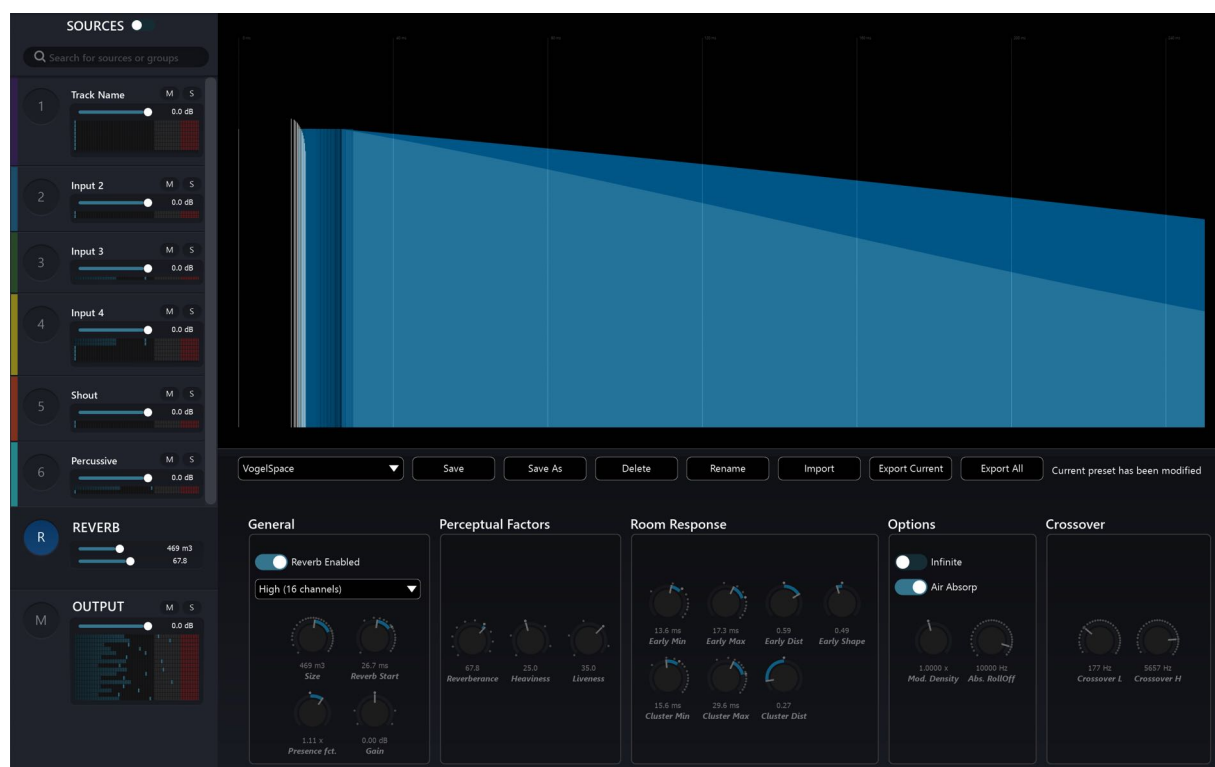 SOURCES
Search for sources or groups
1
Track Name
M S
0.0 dB
2
Input 2
M S
0.0 dB
3
Input 3
M S
0.0 dB
4
Input 4
M S
0.0 dB
5
Shout
M S
0.0 dB
6
Percussive
M S
0.0 dB
R
REVERB
469 m3
67.8
M
OUTPUT
M S
0.0 dB
VogelSpace
Save
Save As
Delete
Rename
Import
Export Current
Export All
Current preset has been modified
General
Reverb Enabled
High (16 channels)
469 m3
Size
26.7 ms
Reverb Start
1.11 x
Presence fct.
0.00 dB
Gain
Perceptual Factors
67.8
Reverberance
25.0
Heaviness
35.0
Liveness
Room Response
13.6 ms
Early Min
17.3 ms
Early Max
0.59
Early Dist
0.49
Early Shape
15.6 ms
Cluster Min
29.6 ms
Cluster Max
0.27
Cluster Dist
Options
Infinite
Air Absorp
1.0000 x
Mod. Density
10000 Hz
Abs. RollOff
Crossover
177 Hz
Crossover L
5657 Hz
Crossover H